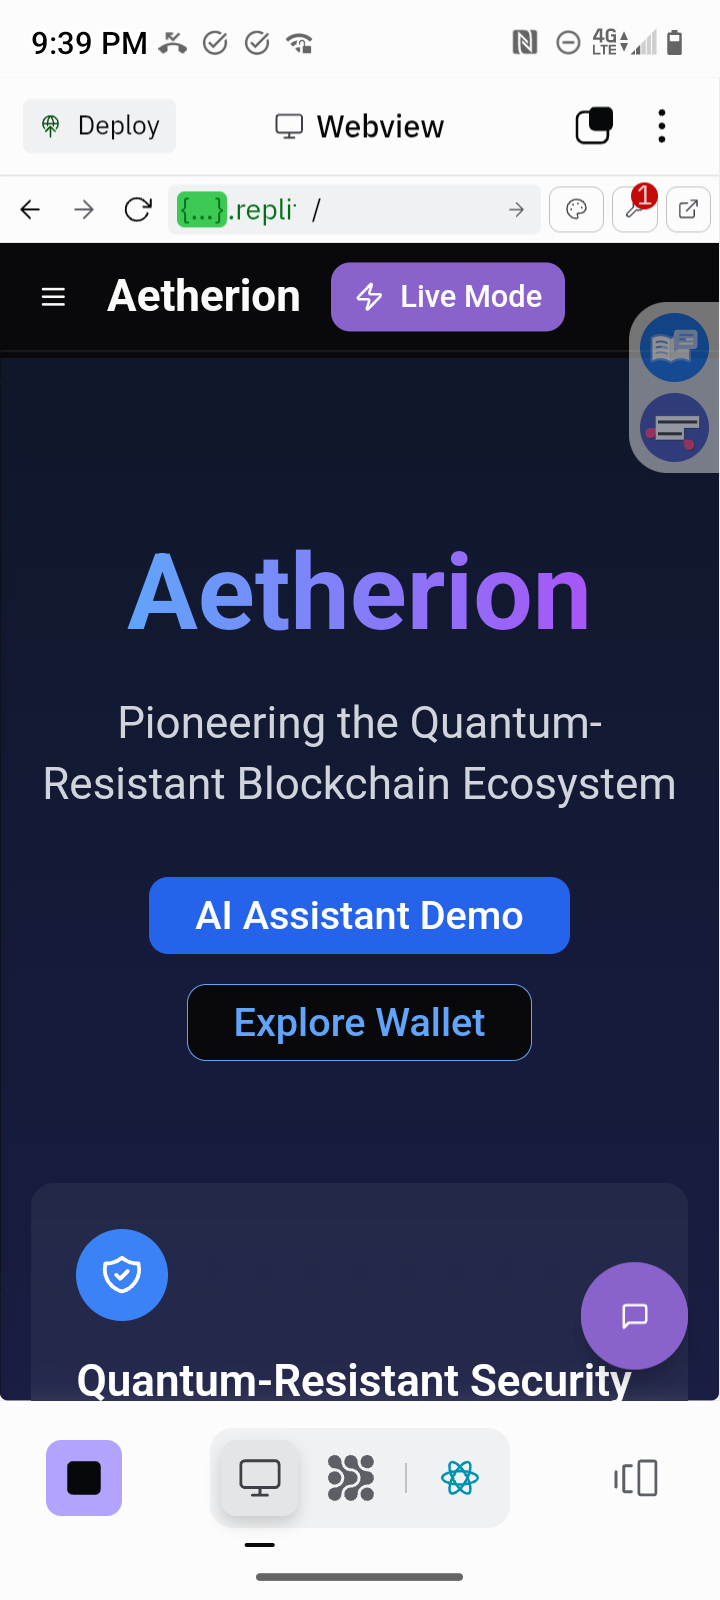 9:39 PM 4G LTE
Deploy Webview
{...}.repli / 1
Aetherion Live Mode
Aetherion
Pioneering the Quantum-
Resistant Blockchain Ecosystem
AI Assistant Demo
Explore Wallet
Quantum-Resistant Security